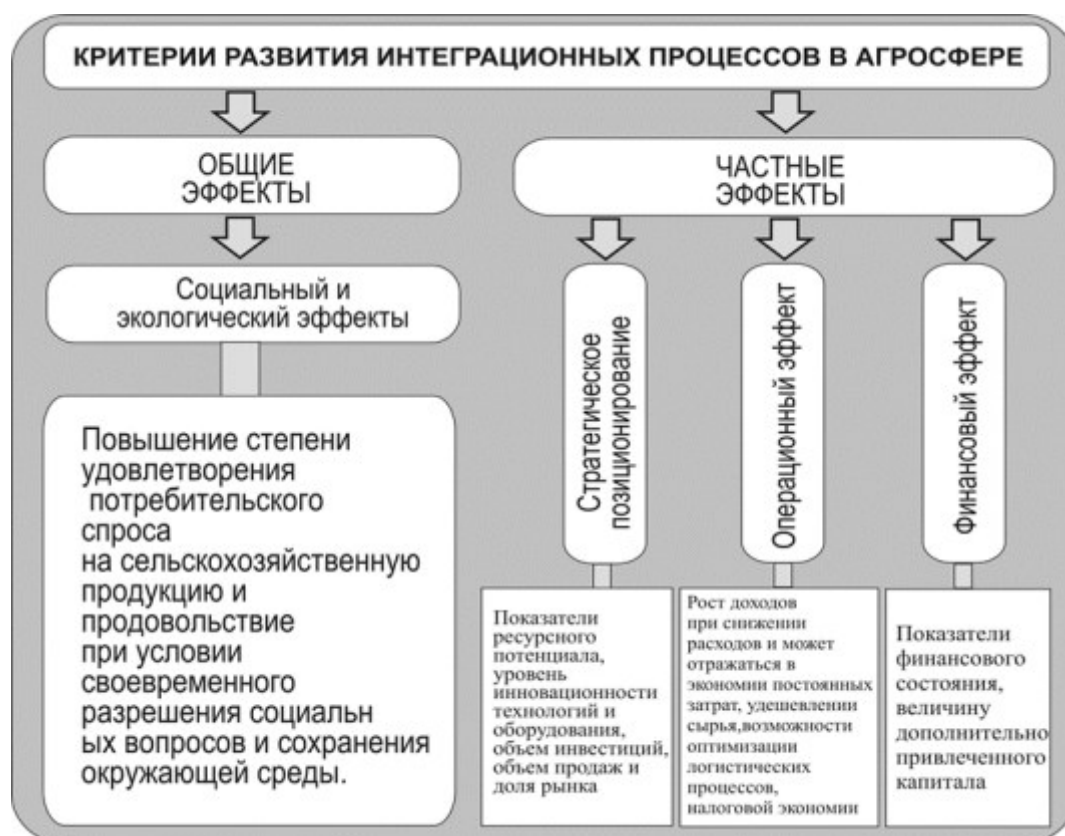 КРИТЕРИИ РАЗВИТИЯ ИНТЕГРАЦИОННЫХ ПРОЦЕССОВ В АГРОСФЕРЕ
ОБЩИЕ
ЭФФЕКТЫ
Социальный и
экологический эффекты
Повышение степени
удовлетворения
потребительского
спроса
на сельскохозяйственную
продукцию и
продовольствие
при условии
своевременного
разрешения социальн
ых вопросов и сохранения
окружающей среды.
ЧАСТНЫЕ
ЭФФЕКТЫ
Стратегическое
позиционирование
Показатели
ресурсного
потенциала,
уровень
инновационности
технологий и
оборудования,
объем инвестиций,
объем продаж и
доля рынка
Операционный эффект
Рост доходов
при снижении
расходов и может
отражаться в
экономии постоянных
затрат, удешевлении
сырья,возможности
оптимизации
логистических
процессов,
налоговой экономии
Финансовый эффект
Показатели
финансового
состояния,
величину
дополнительно
привлеченного
капитала